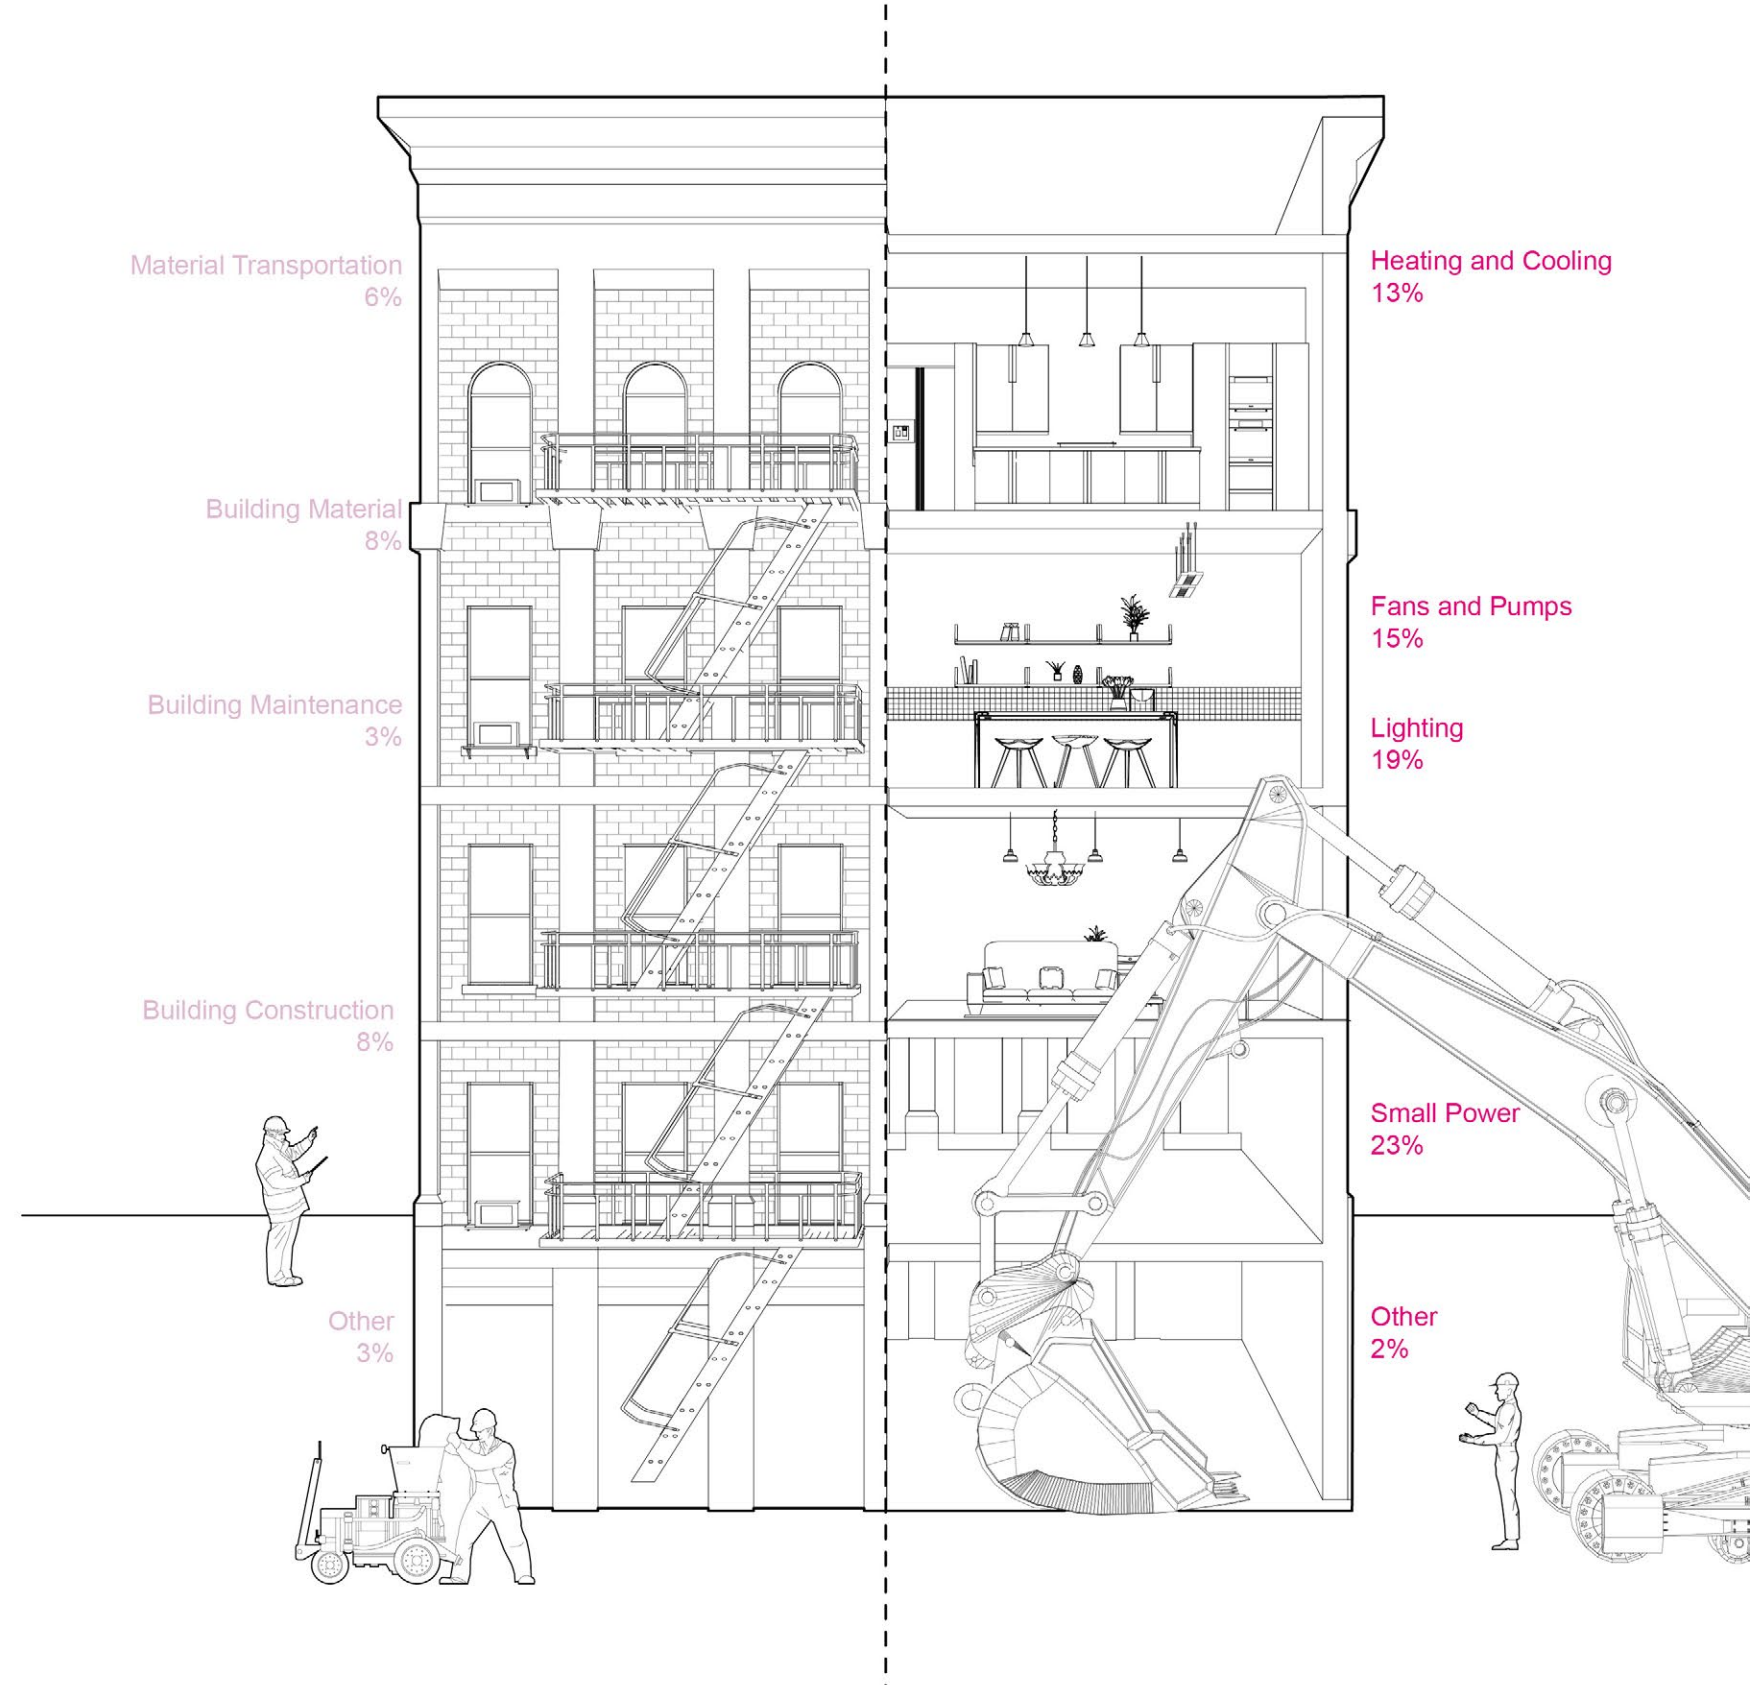 Material Transportation
6%
Building Material
8%
Building Maintenance
3%
Building Construction
8%
Other
3%
Heating and Cooling
13%
Fans and Pumps
15%
Lighting
19%
Small Power
23%
Other
2%